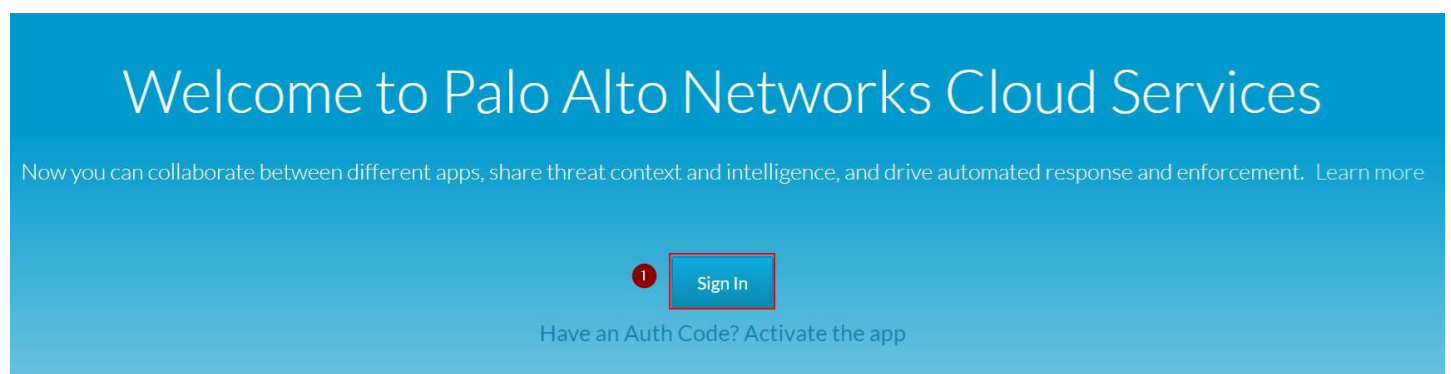 Welcome to Palo Alto Networks Cloud Services
Now you can collaborate between different apps, share threat context and intelligence, and drive automated response and enforcement. Learn more
1 Sign In
Have an Auth Code? Activate the app